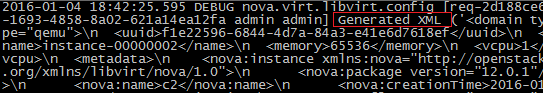 2016-01-04 18:42:25.595 DEBUG nova.virt.libvirt.config [req-2d188ce6
-1693-4858-8a02-621a14ea12fa admin admin] Generated XML ('<domain ty
pe="qemu">\n  <uuid>f1e22596-6844-4d7a-84a3-e41e6d7618ef</uuid>\n  <
name>instance-00000002</name>\n  <memory>65536</memory>\n  <vcpu>1</
vcpu>\n  <metadata>\n    <nova:instance xmlns:nova="http://openstack
.org/xmlns/libvirt/nova/1.0">\n      <nova:package version="12.0.1"/
>\n      <nova:name>c2</nova:name>\n      <nova:creationTime>2016-01